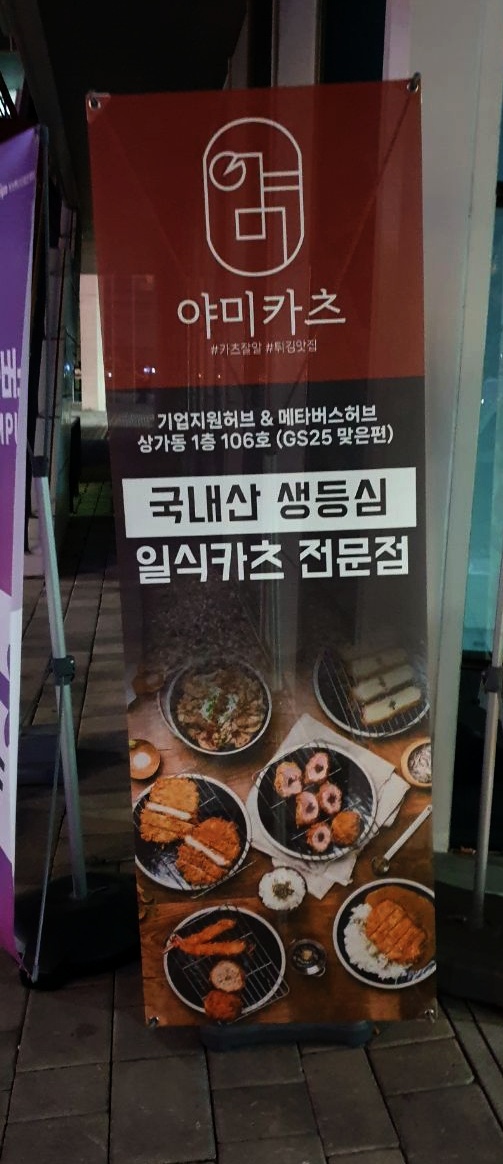 야미카츠
#카츠잘알 #튀김맛집
기업지원허브 & 메타버스허브
상가동 1층 106호 (GS25 맞은편)
국내산 생등심
일식카츠 전문점